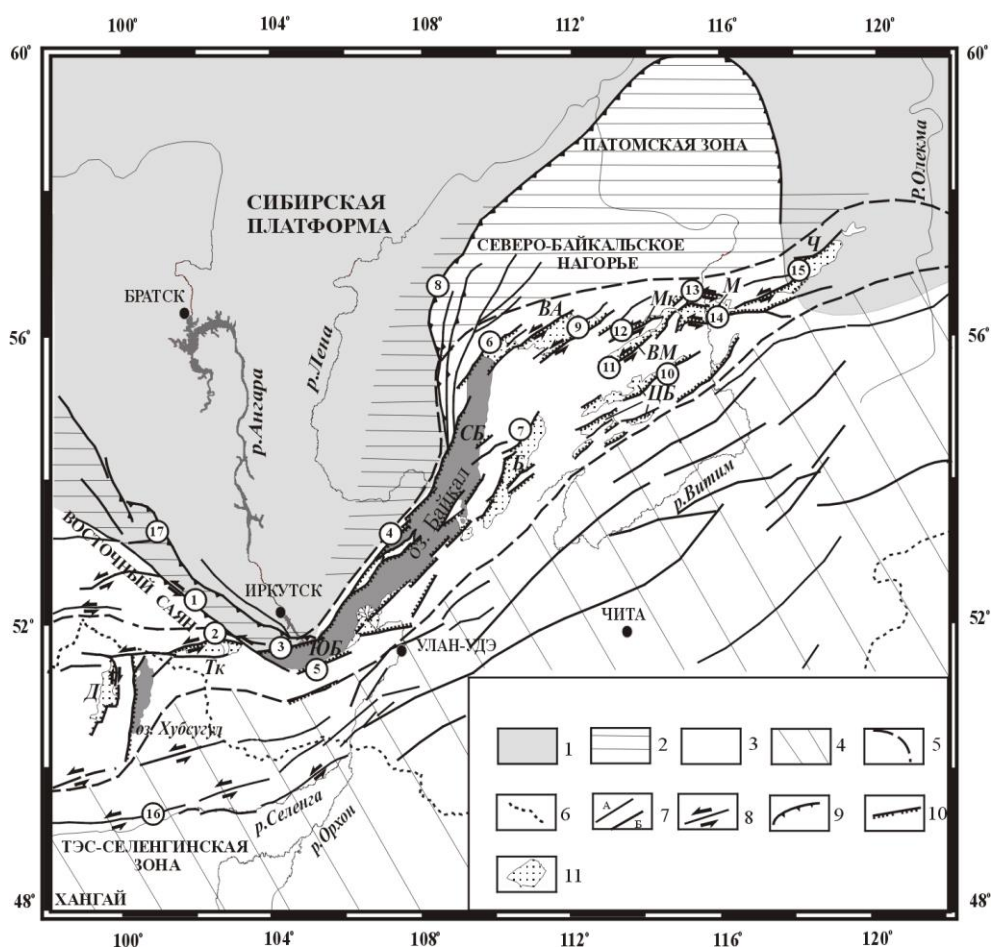 100° 104° 108° 112° 116° 120°
60° 60°
ПАТОМСКАЯ ЗОНА
Р.Олекма
СИБИРСКАЯ
ПЛАТФОРМА
СЕВЕРО-БАЙКАЛЬСКОЕ
НАГОРЬЕ
Ч
15
8
13 М
БРАТСК
р.Лена
ВА
Мк
14
56° 56°
6 9 12
11 ВМ
10
ЦБ
р.Ангара
СБ
7
Б
оз. Байкал
р.Витим
17
4
ВОСТОЧНЫЙ САЯН
1
ИРКУТСК
ЧИТА
52° 52°
2
3
ЮБ
УЛАН-УДЭ
Тк
5
Д
оз. Хубсугул
16
р.Селенга
р.Орхон
ТЭС-СЕЛЕНГИНСКАЯ
ЗОНА
ХАНГАЙ
48° 48°
1 2 3 4 5
6 А Б 7 8 9 10
11
100° 104° 108° 112° 116° 120°